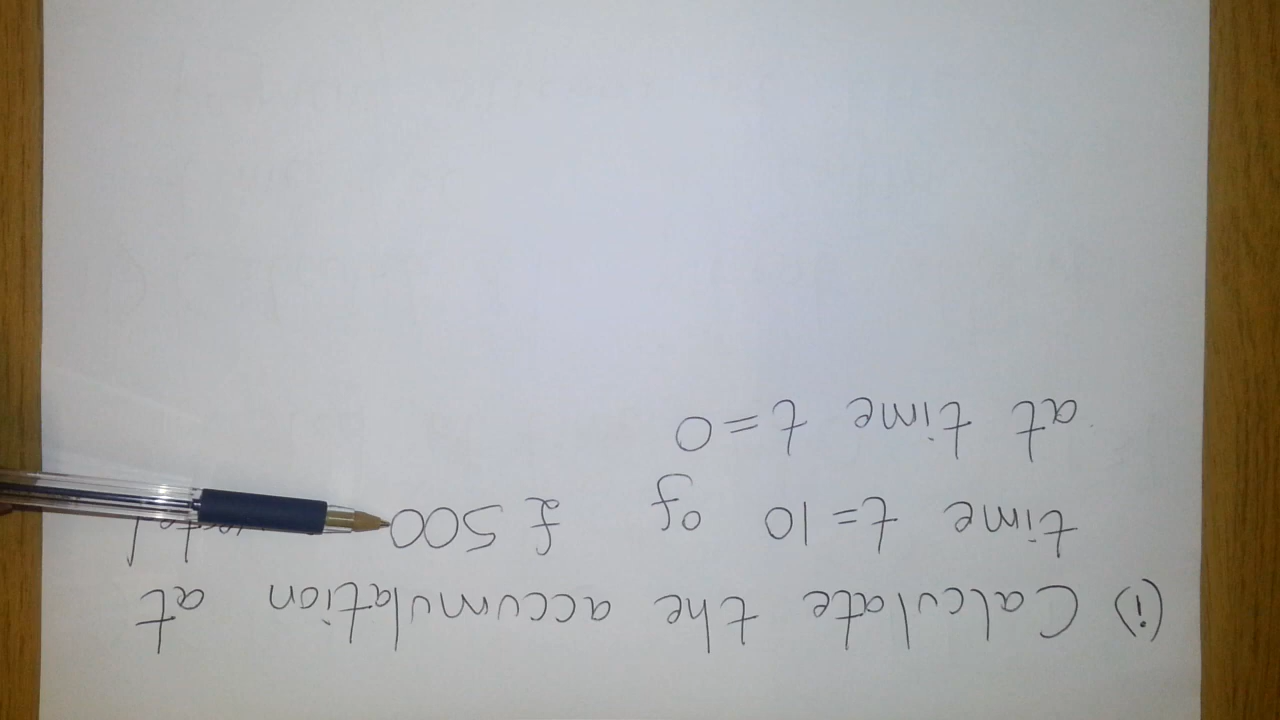 (i) Calculate the accumulation at
time t=10 of £500
at time t=0